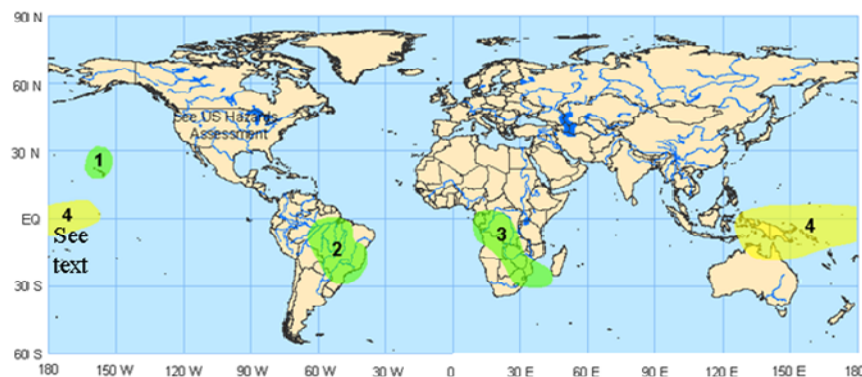 90 N
60 N
See US Hazards
Assessment
30 N
1
EQ
4
See
text
2
3
4
30 S
60 S
180
150 W
120 W
90 W
60 W
30 W
0
30 E
60 E
90 E
120 E
150 E
180